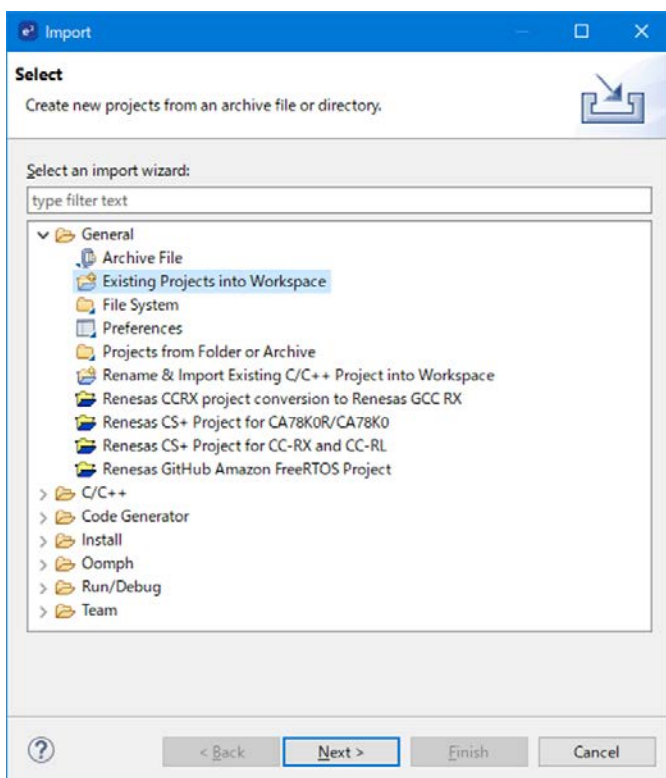 Import
Select
Create new projects from an archive file or directory.
Select an import wizard:
type filter text
General
Archive File
Existing Projects into Workspace
File System
Preferences
Projects from Folder or Archive
Rename & Import Existing C/C++ Project into Workspace
Renesas CCRX project conversion to Renesas GCC RX
Renesas CS+ Project for CA78K0R/CA78K0
Renesas CS+ Project for CC-RX and CC-RL
Renesas GitHub Amazon FreeRTOS Project
C/C++
Code Generator
Install
Oomph
Run/Debug
Team
< Back Next > Finish Cancel